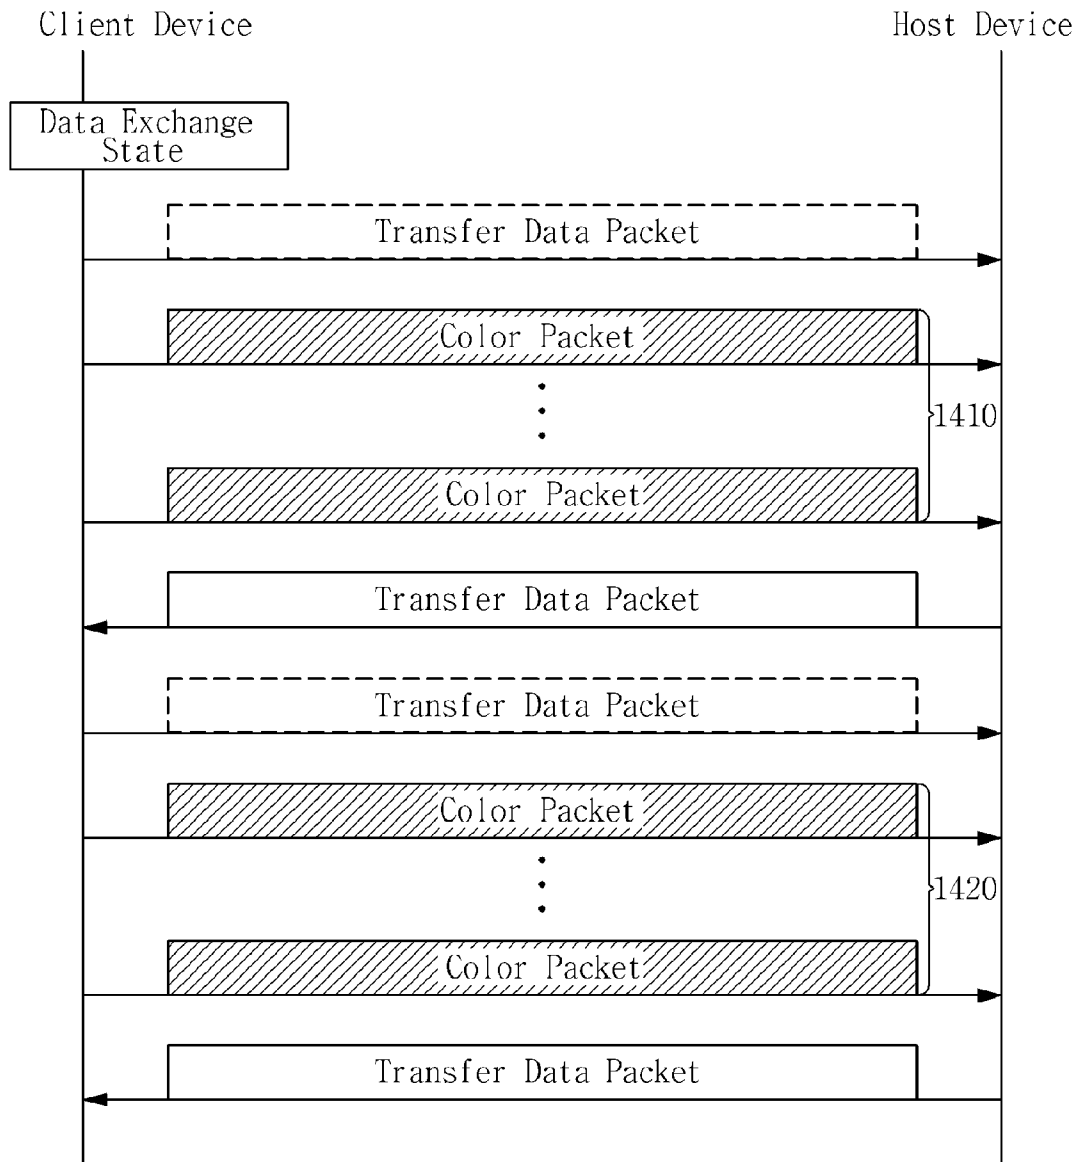 Client Device
Host Device
Data Exchange
State
Transfer Data Packet
Color Packet
1410
Color Packet
Transfer Data Packet
Transfer Data Packet
Color Packet
1420
Color Packet
Transfer Data Packet